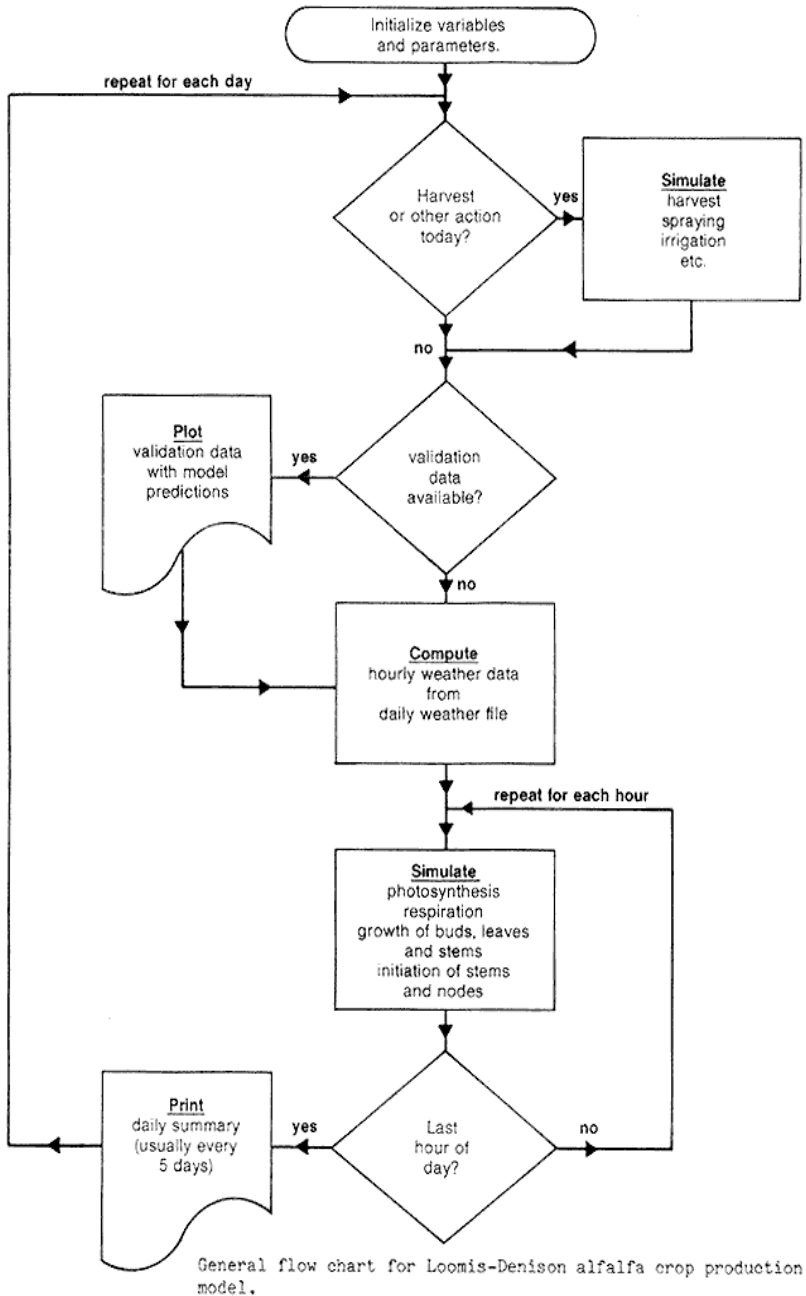 Initialize variables
and parameters.
repeat for each day
Harvest
or other action
today?
yes
Simulate
harvest
spraying
irrigation
etc.
no
Plot
validation data
with model
predictions
yes
validation
data
available?
no
Compute
hourly weather data
from
daily weather file
repeat for each hour
Simulate
photosynthesis
respiration
growth of buds, leaves
and stems
initiation of stems
and nodes
Print
daily summary
(usually every
5 days)
yes
Last
hour of
day?
no
General flow chart for Loomis-Denison alfalfa crop production
model.